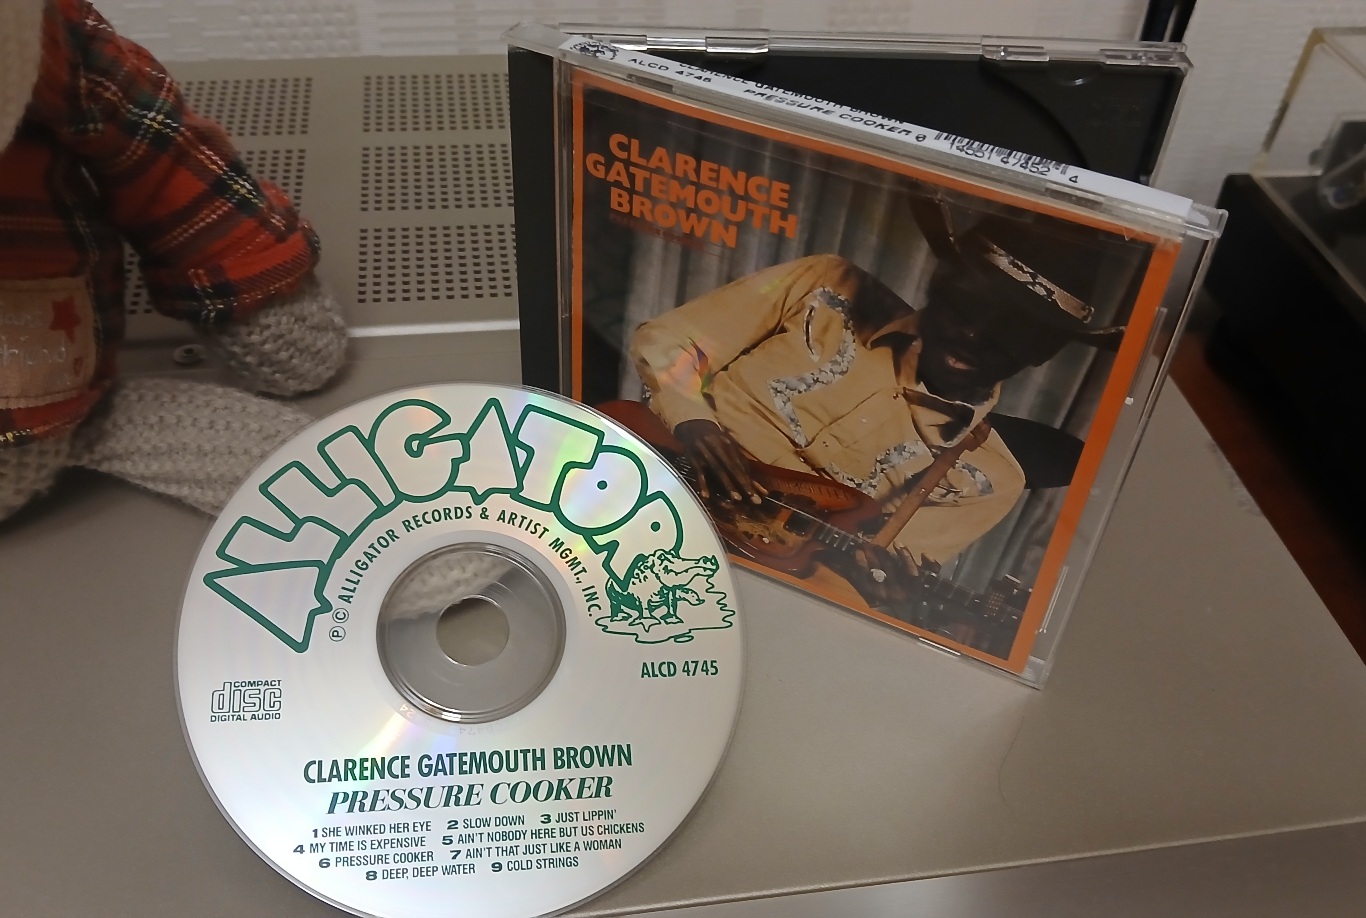 ALCD 4745
CLARENCE
GATEMOUTH BROWN
PRESSURE COOKER
CLARENCE
GATEMOUTH
BROWN
ALLIGATOR
℗ © ALLIGATOR RECORDS & ARTIST MGMT., INC.
ALCD 4745
COMPACT
disc
DIGITAL AUDIO
CLARENCE GATEMOUTH BROWN
PRESSURE COOKER
1 SHE WINKED HER EYE 2 SLOW DOWN 3 JUST LIPPIN'
4 MY TIME IS EXPENSIVE 5 AIN'T NOBODY HERE BUT US CHICKENS
6 PRESSURE COOKER 7 AIN'T THAT JUST LIKE A WOMAN
8 DEEP, DEEP WATER 9 COLD STRINGS